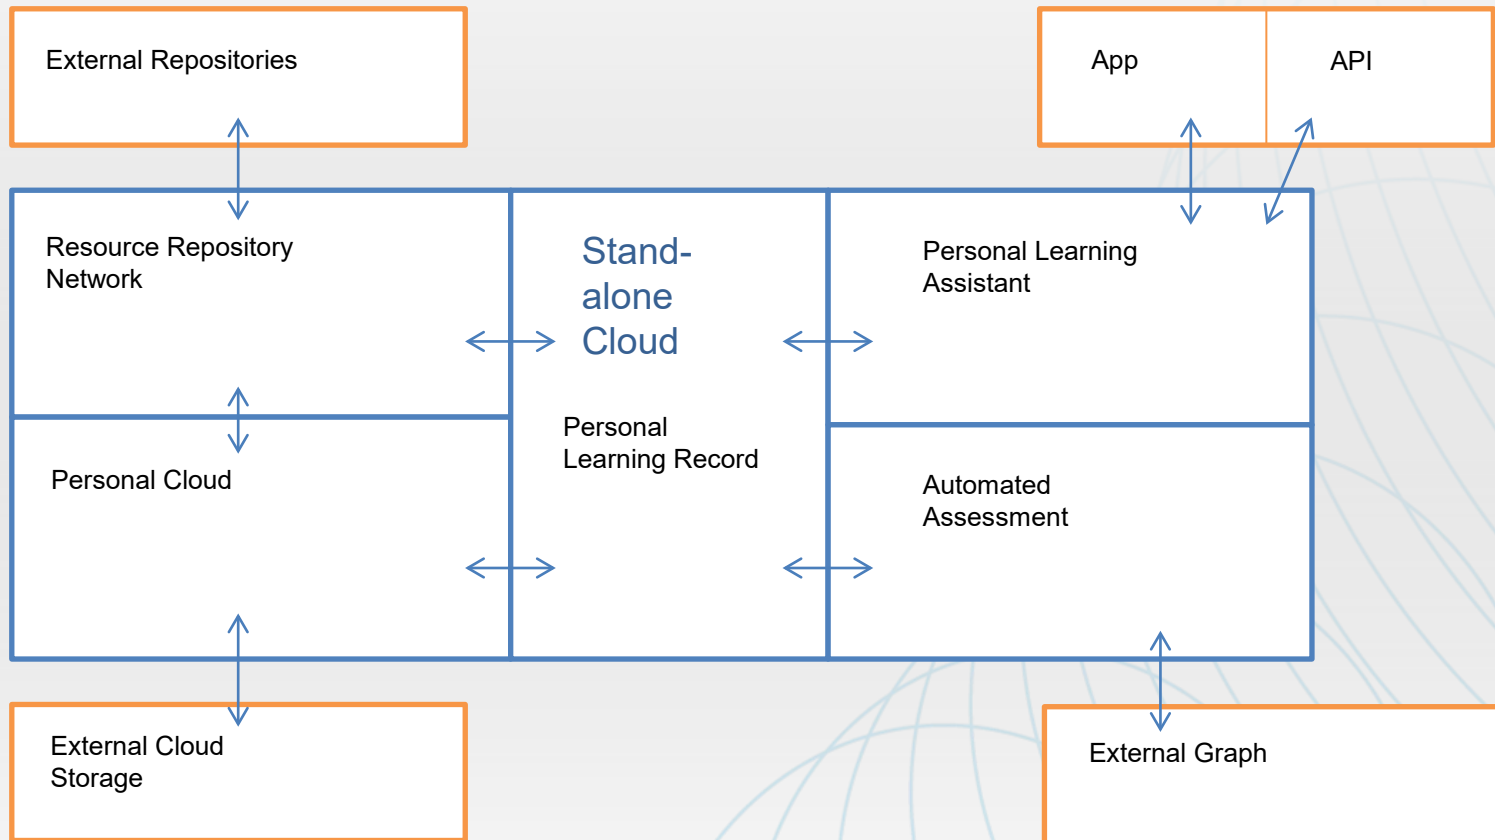 External Repositories
App
API
Resource Repository
Network
Stand-
alone
Cloud
Personal Learning
Assistant
Personal
Learning Record
Personal Cloud
Automated
Assessment
External Cloud
Storage
External Graph